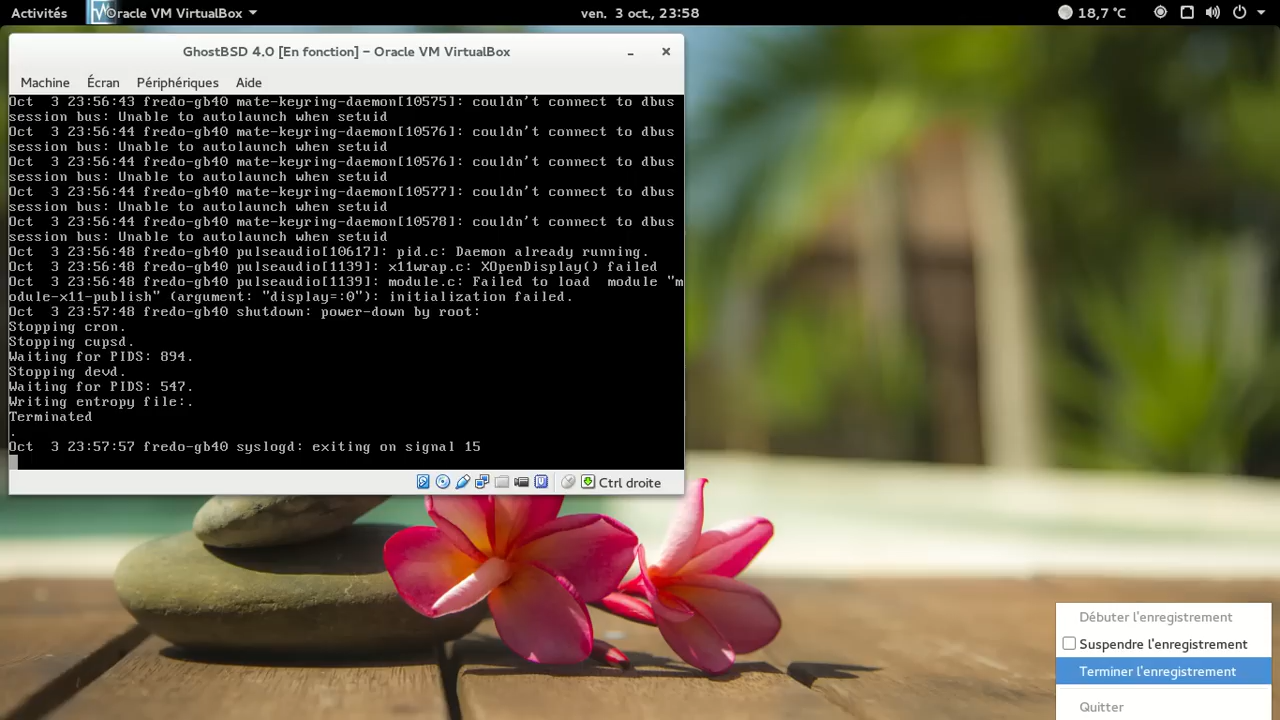 Activités
Oracle VM VirtualBox
ven. 3 oct., 23:58
18,7 °C
GhostBSD 4.0 [En fonction] – Oracle VM VirtualBox
Machine Écran Périphériques Aide
Oct  3 23:56:43 fredo-gb40 mate-keyring-daemon[10575]: couldn't connect to dbus
session bus: Unable to autolaunch when setuid
Oct  3 23:56:44 fredo-gb40 mate-keyring-daemon[10576]: couldn't connect to dbus
session bus: Unable to autolaunch when setuid
Oct  3 23:56:44 fredo-gb40 mate-keyring-daemon[10576]: couldn't connect to dbus
session bus: Unable to autolaunch when setuid
Oct  3 23:56:44 fredo-gb40 mate-keyring-daemon[10577]: couldn't connect to dbus
session bus: Unable to autolaunch when setuid
Oct  3 23:56:44 fredo-gb40 mate-keyring-daemon[10578]: couldn't connect to dbus
session bus: Unable to autolaunch when setuid
Oct  3 23:56:48 fredo-gb40 pulseaudio[10617]: pid.c: Daemon already running.
Oct  3 23:56:48 fredo-gb40 pulseaudio[1139]: x11wrap.c: XOpenDisplay() failed
Oct  3 23:56:48 fredo-gb40 pulseaudio[1139]: module.c: Failed to load  module "m
odule-x11-publish" (argument: "display=:0"): initialization failed.
Oct  3 23:57:48 fredo-gb40 shutdown: power-down by root:
Stopping cron.
Stopping cupsd.
Waiting for PIDS: 894.
Stopping devd.
Waiting for PIDS: 547.
Writing entropy file:.
Terminated
.
Oct  3 23:57:57 fredo-gb40 syslogd: exiting on signal 15
Ctrl droite
Débuter l'enregistrement
Suspendre l'enregistrement
Terminer l'enregistrement
Quitter